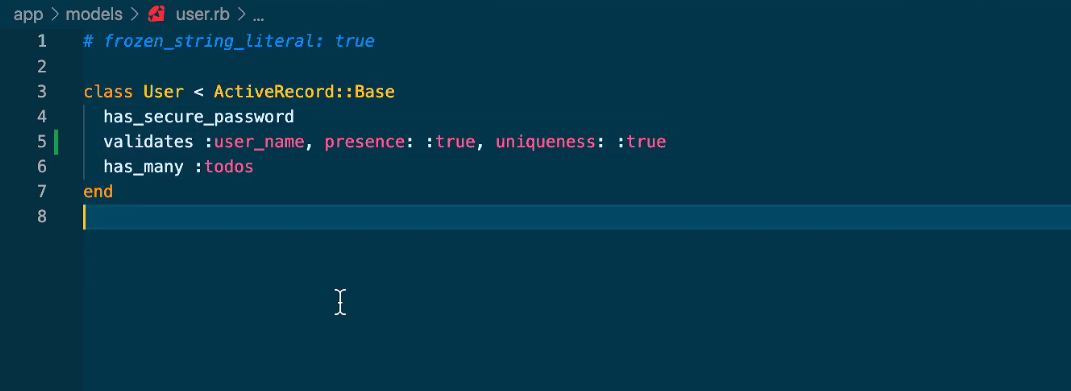 app > models > user.rb > ...
1 # frozen_string_literal: true
2
3 class User < ActiveRecord::Base
4 has_secure_password
5 validates :user_name, presence: :true, uniqueness: :true
6 has_many :todos
7 end
8